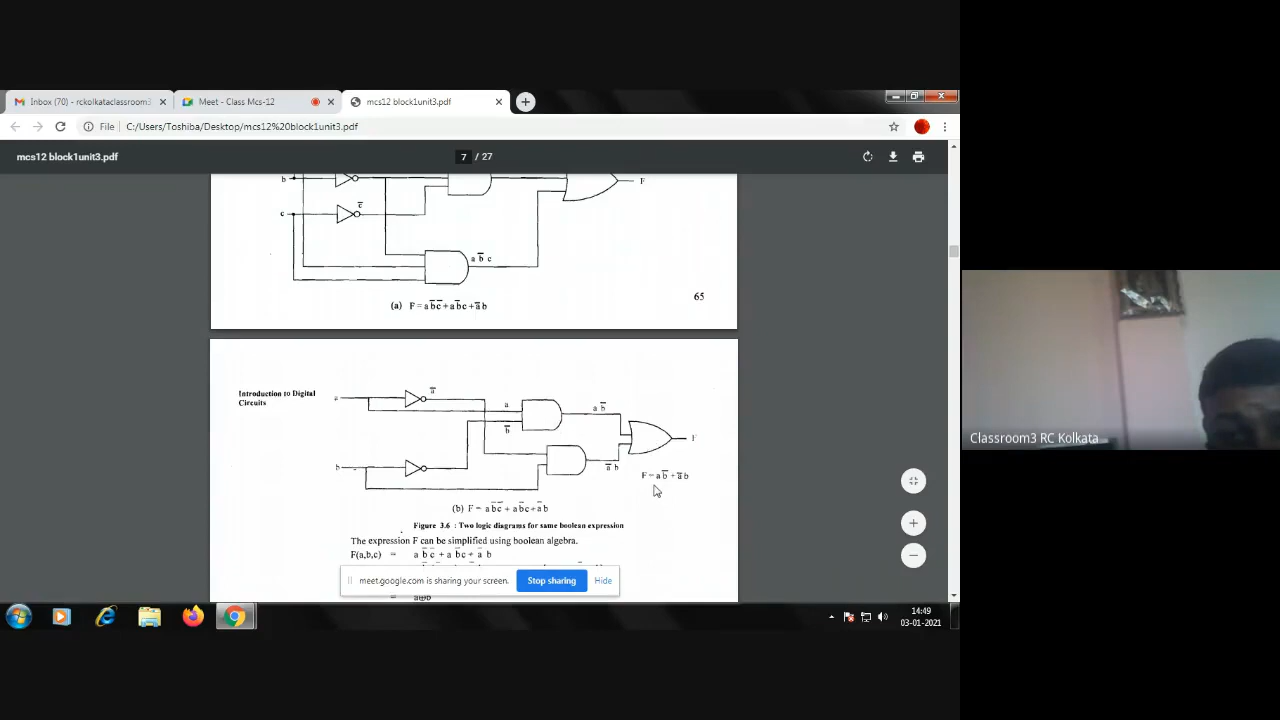 Inbox (70) - rckolkataclassroom3
Meet - Class Mcs-12
mcs12 block1unit3.pdf
File
C:/Users/Toshiba/Desktop/mcs12%20block1unit3.pdf
mcs12 block1unit3.pdf
7 / 27
b
F
c
c̅
a b̅ c
(a) F = a b̅ c̅ + a b̅ c + a̅ b
65
Introduction to Digital
Circuits
a
a̅
a
a b̅
b̅
F
b
a̅ b
F = a b̅ + a̅ b
(b) F = a b̅ c̅ + a b̅ c + a̅ b
Figure 3.6 : Two logic diagrams for same boolean expression
The expression F can be simplified using boolean algebra.
F(a,b,c) = a b̅ c̅ + a b̅ c + a̅ b
meet.google.com is sharing your screen.
Stop sharing
Hide
= a⊕b
Classroom3 RC Kolkata
14:49
03-01-2021